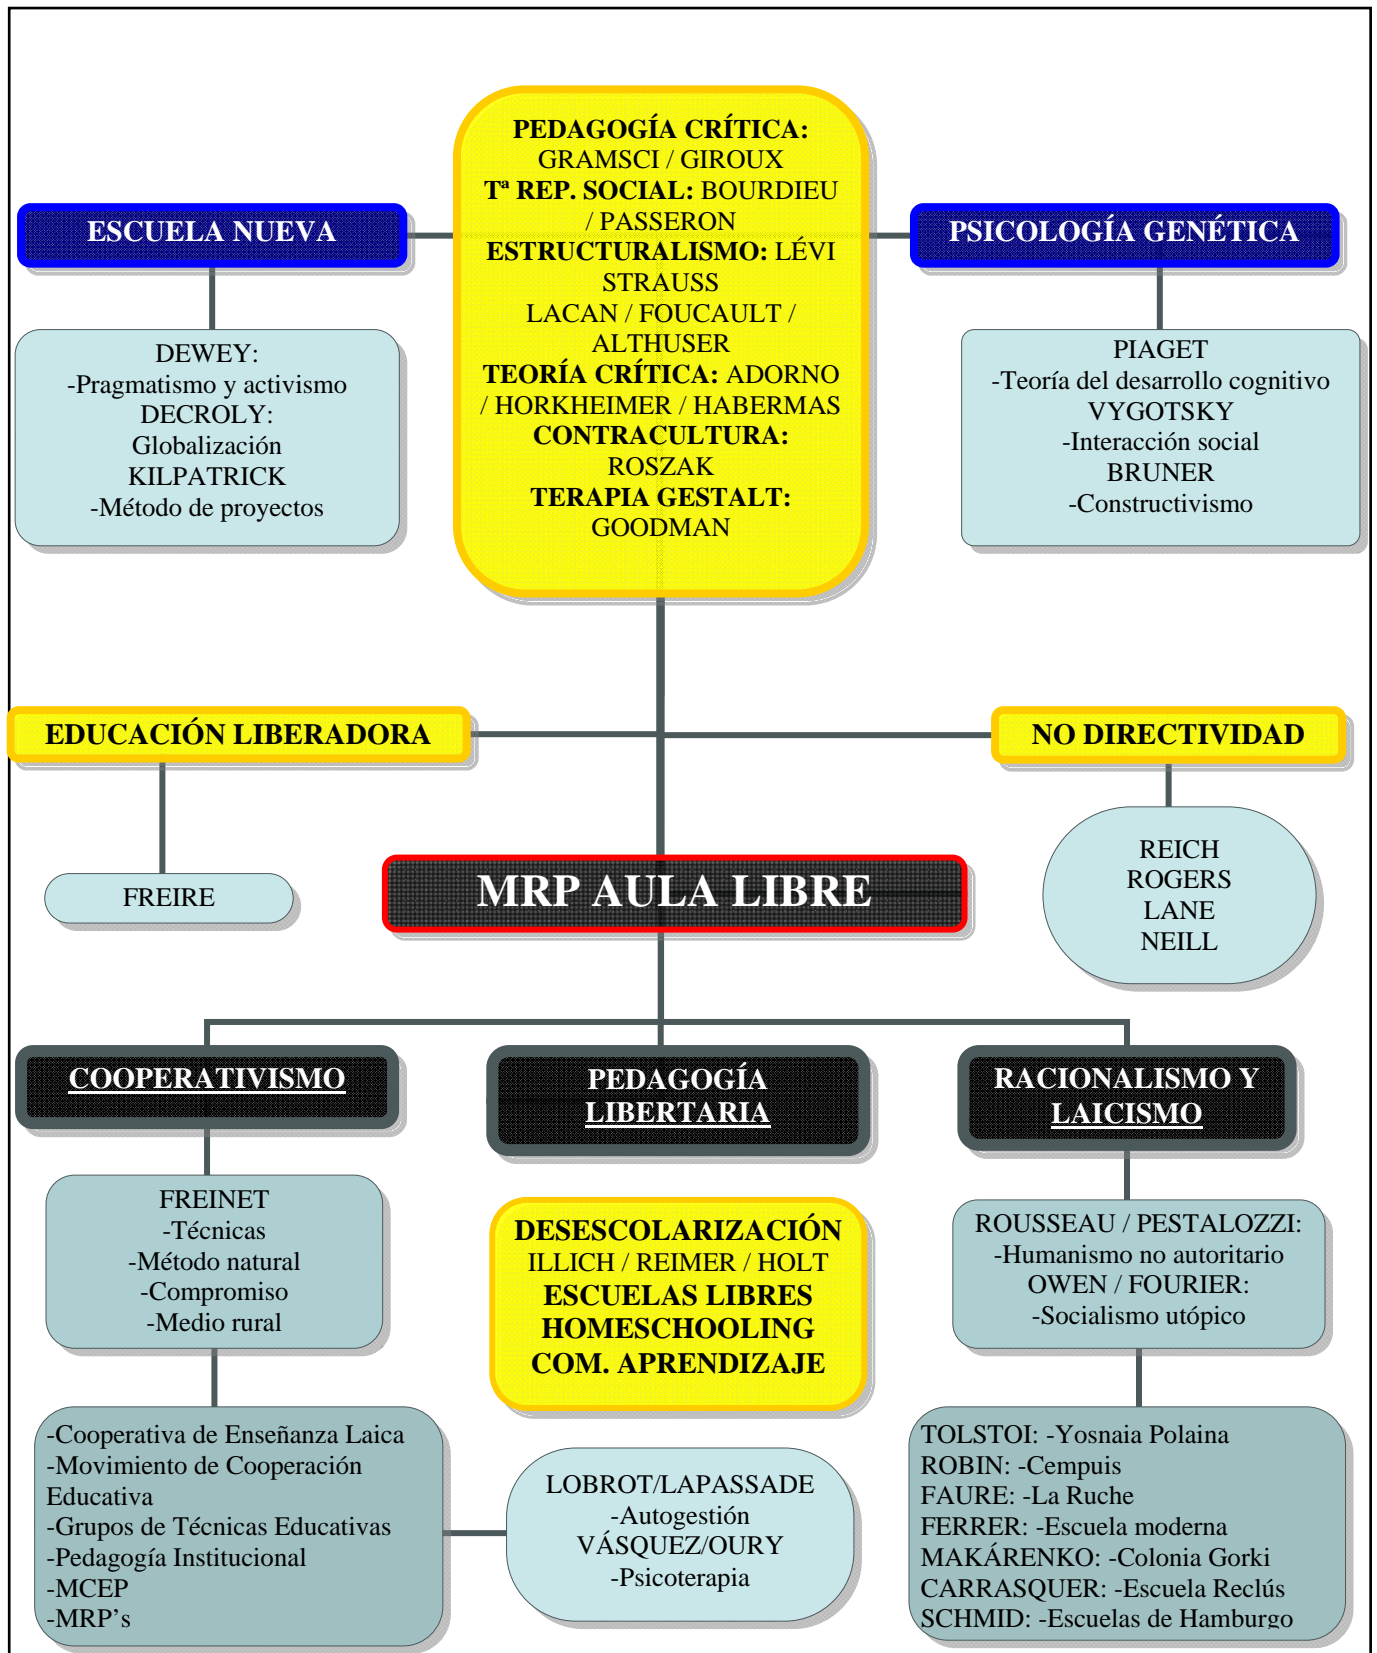 PEDAGOGÍA CRÍTICA:
GRAMSCI / GIROUX
Tª REP. SOCIAL: BOURDIEU
/ PASSERON
ESTRUCTURALISMO: LÉVI
STRAUSS
LACAN / FOUCAULT /
ALTHUSER
TEORÍA CRÍTICA: ADORNO
/ HORKHEIMER / HABERMAS
CONTRACULTURA:
ROSZAK
TERAPIA GESTALT:
GOODMAN
ESCUELA NUEVA
DEWEY:
-Pragmatismo y activismo
DECROLY:
Globalización
KILPATRICK
-Método de proyectos
PSICOLOGÍA GENÉTICA
PIAGET
-Teoría del desarrollo cognitivo
VYGOTSKY
-Interacción social
BRUNER
-Constructivismo
EDUCACIÓN LIBERADORA
FREIRE
NO DIRECTIVIDAD
REICH
ROGERS
LANE
NEILL
MRP AULA LIBRE
COOPERATIVISMO
FREINET
-Técnicas
-Método natural
-Compromiso
-Medio rural
-Cooperativa de Enseñanza Laica
-Movimiento de Cooperación
Educativa
-Grupos de Técnicas Educativas
-Pedagogía Institucional
-MCEP
-MRP’s
PEDAGOGÍA
LIBERTARIA
DESESCOLARIZACIÓN
ILLICH / REIMER / HOLT
ESCUELAS LIBRES
HOMESCHOOLING
COM. APRENDIZAJE
LOBROT/LAPASSADE
-Autogestión
VÁSQUEZ/OURY
-Psicoterapia
RACIONALISMO Y
LAICISMO
ROUSSEAU / PESTALOZZI:
-Humanismo no autoritario
OWEN / FOURIER:
-Socialismo utópico
TOLSTOI: -Yosnaia Polaina
ROBIN: -Cempuis
FAURE: -La Ruche
FERRER: -Escuela moderna
MAKÁRENKO: -Colonia Gorki
CARRASQUER: -Escuela Reclús
SCHMID: -Escuelas de Hamburgo